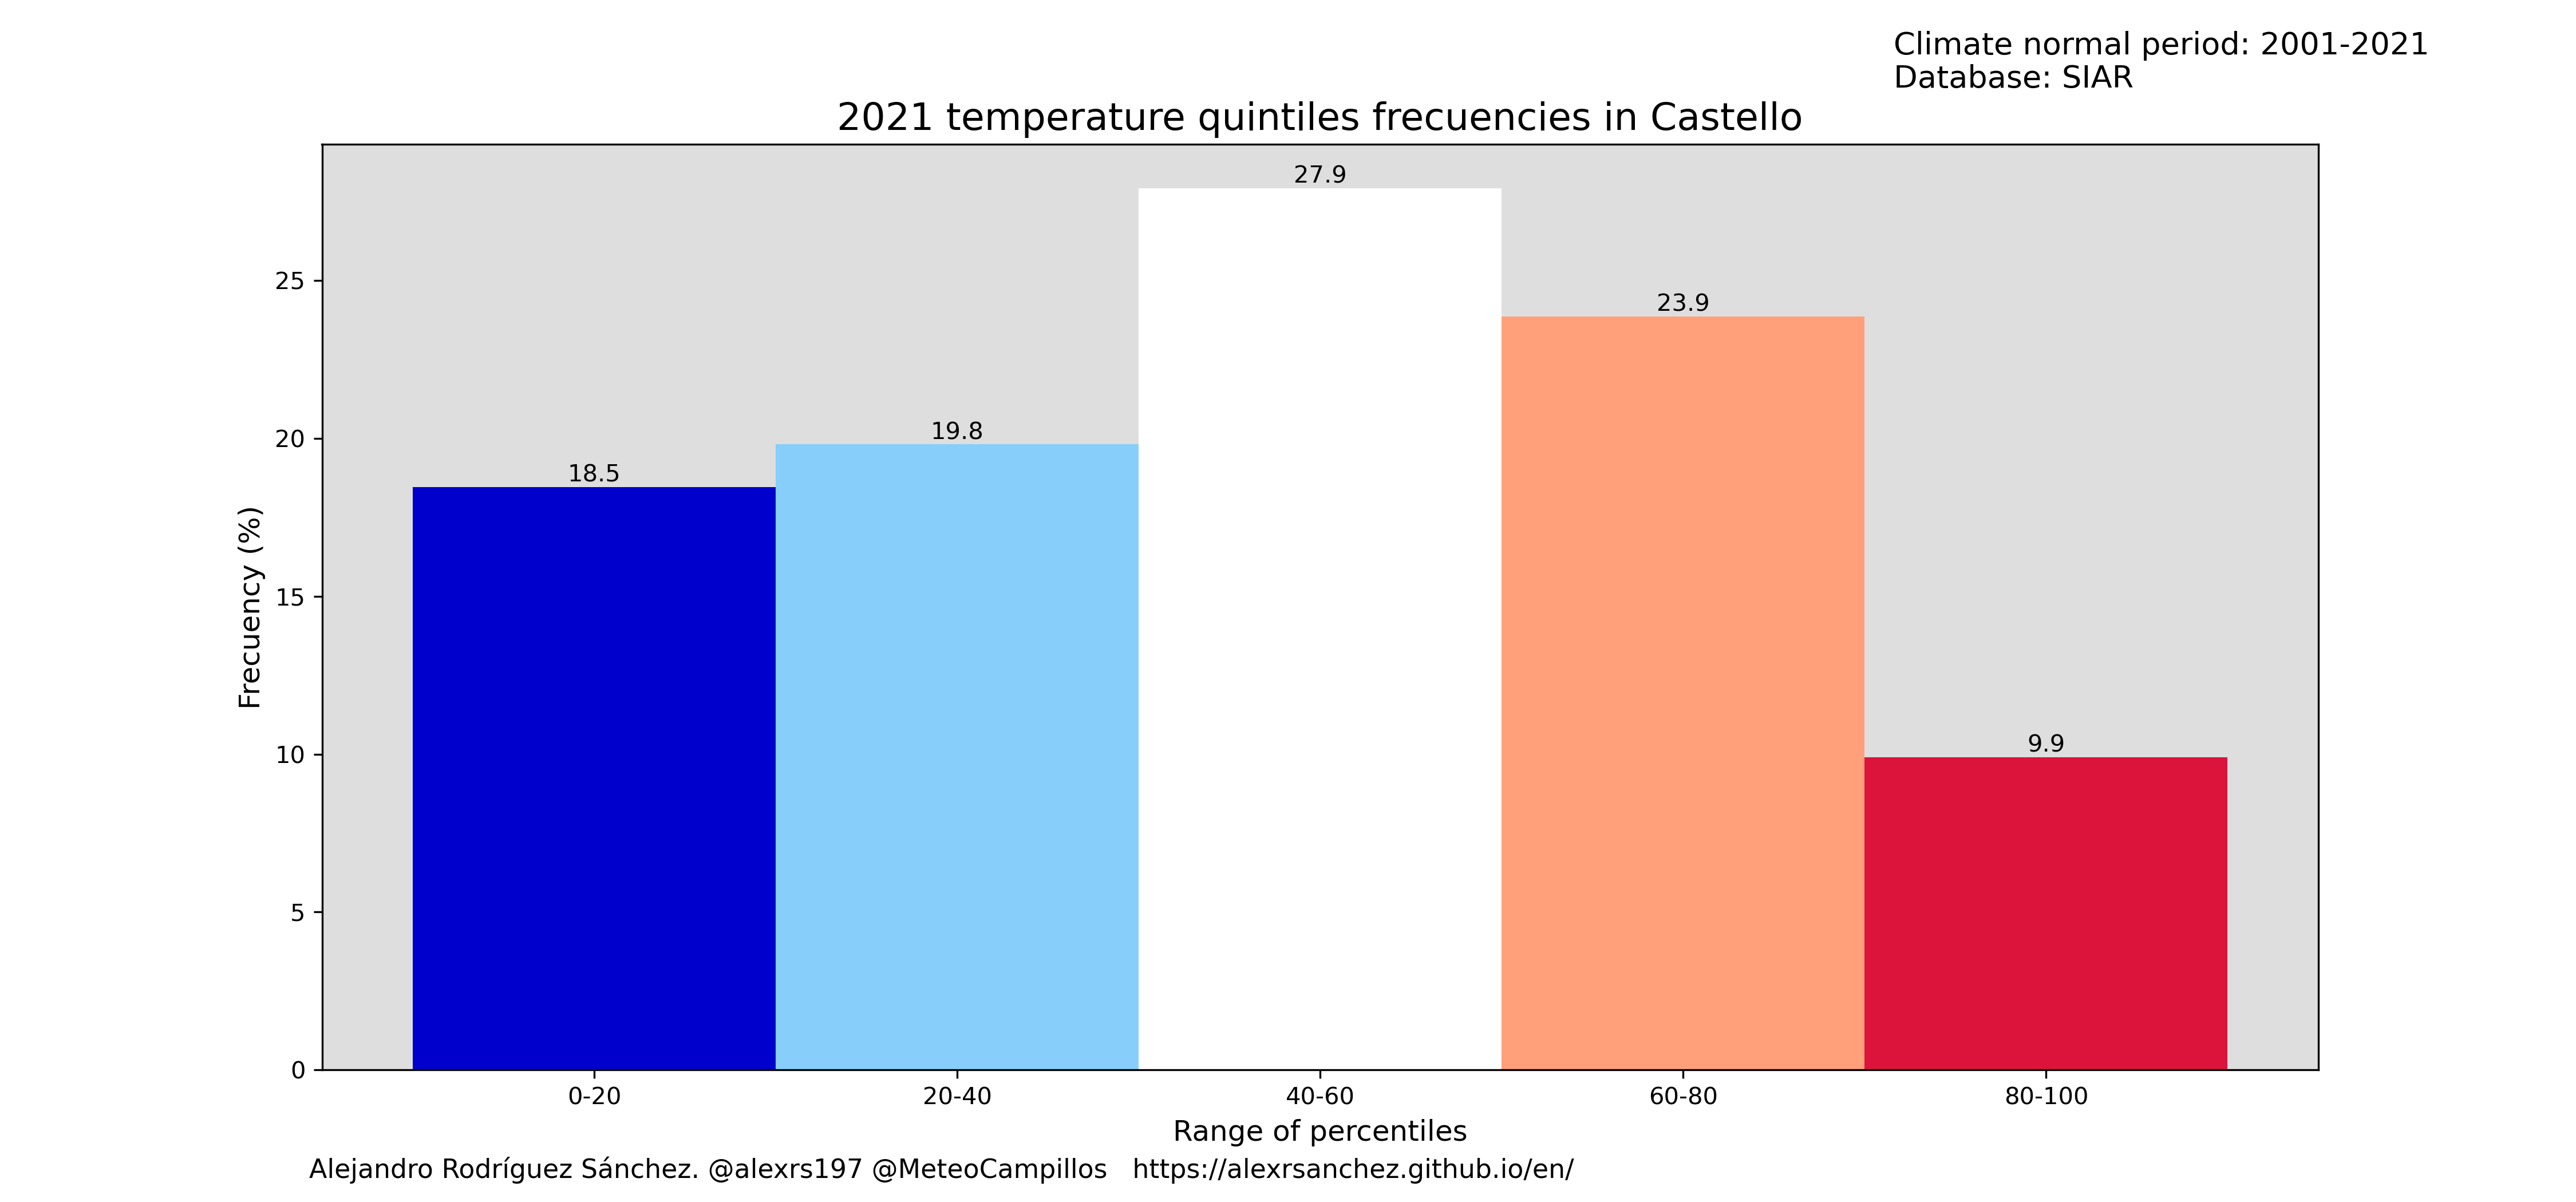 Climate normal period: 2001-2021
Database: SIAR
2021 temperature quintiles frecuencies in Castello
27.9
25
23.9
20
19.8
18.5
Frecuency (%)
15
10
9.9
5
0
0-20 20-40 40-60 60-80 80-100
Range of percentiles
Alejandro Rodríguez Sánchez. @alexrs197 @MeteoCampillos https://alexrsanchez.github.io/en/